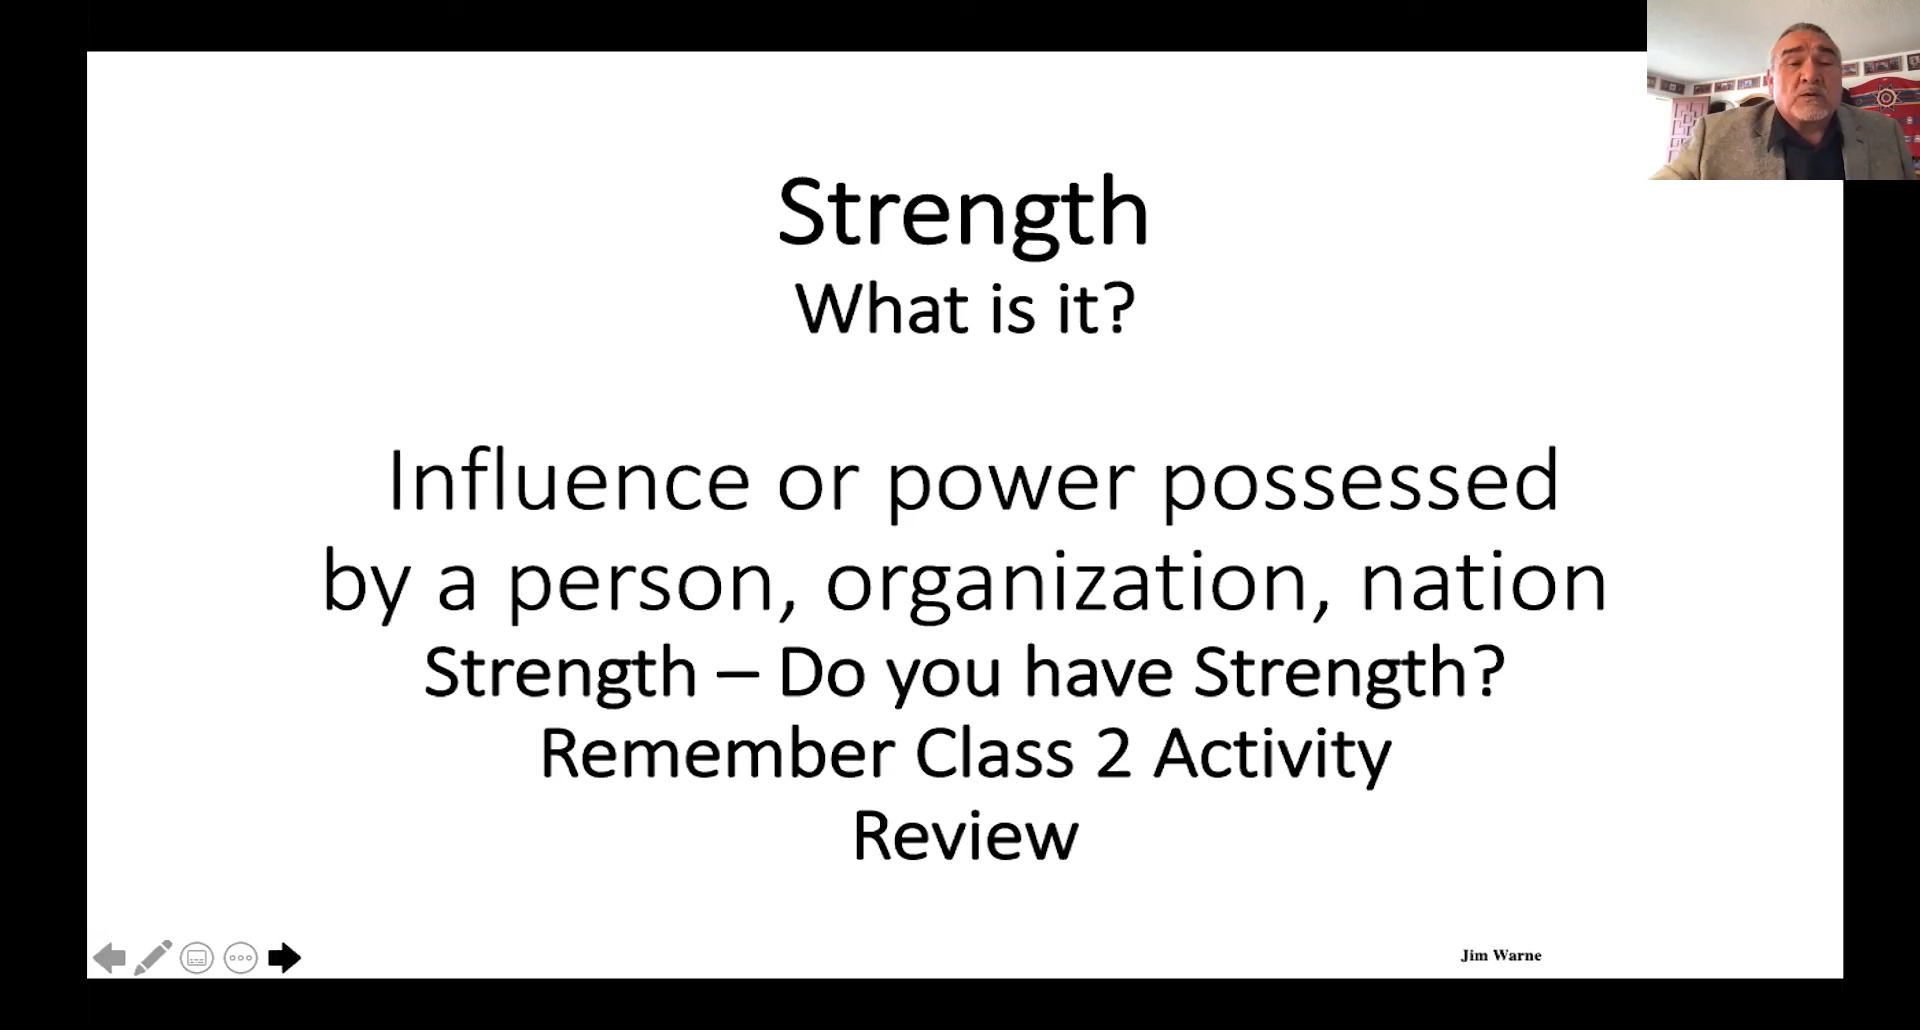 Strength
What is it?
Influence or power possessed
by a person, organization, nation
Strength – Do you have Strength?
Remember Class 2 Activity
Review
Jim Warne